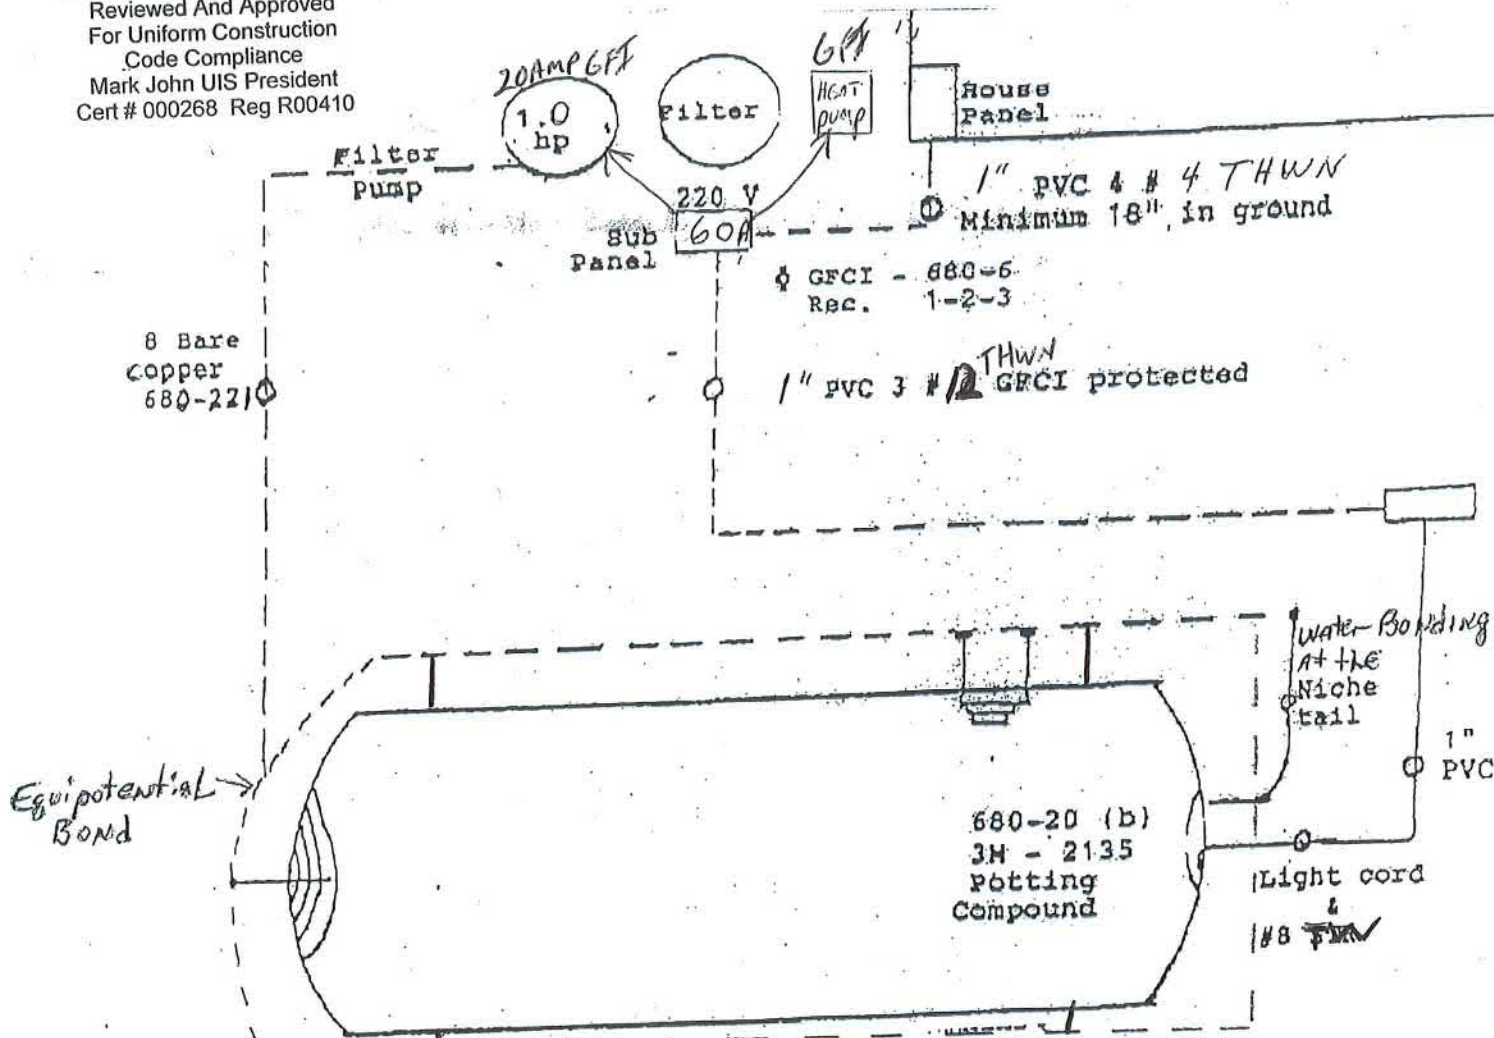 Reviewed And Approved
For Uniform Construction
Code Compliance
Mark John UIS President
Cert # 000268 Reg R00410
20AMP GFI
1.0
hp
Filter
GFI
HEAT
PUMP
House
Panel
Filter
Pump
220 V
60A
Sub
Panel
1" PVC 4 # 4 THWN
Minimum 18" in ground
GFCI - 680-6
Rec. 1-2-3
8 Bare
copper
680-22
THWN
1" PVC 3 #12 GFCI protected
Water Bonding
At the
Niche
tail
1"
PVC
Equipotential
Bond
680-20 (b)
3M - 2135
Potting
Compound
Light cord
&
#8